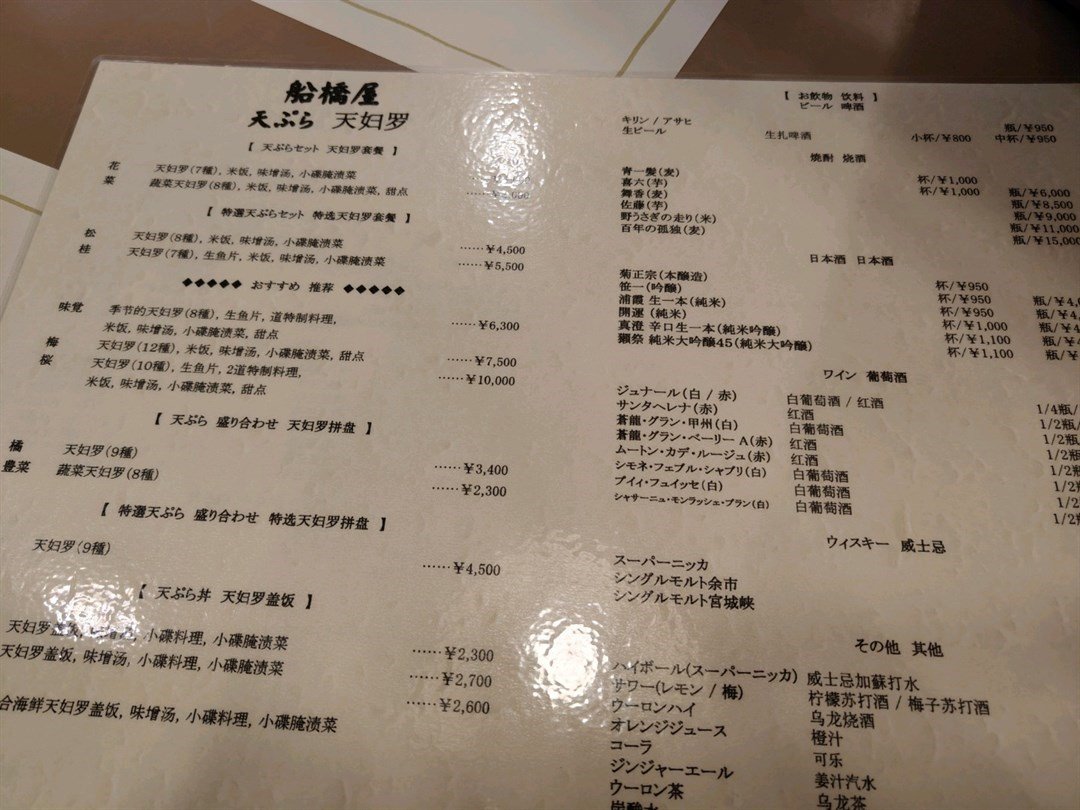 船橋屋
天ぷら 天妇罗
【 天ぷらセット 天妇罗套餐 】
花 天妇罗(7種), 米饭, 味增汤, 小碟腌渍菜
菜 蔬菜天妇罗(8種), 米饭, 味增汤, 小碟腌渍菜, 甜点
【 特選天ぷらセット 特选天妇罗套餐 】
松 天妇罗(8種), 米饭, 味增汤, 小碟腌渍菜 ……¥4,500
桂 天妇罗(7種), 生鱼片, 米饭, 味增汤, 小碟腌渍菜 ……¥5,500
◆◆◆◆◆ おすすめ 推荐 ◆◆◆◆◆
味覚 季节的天妇罗(8種), 生鱼片, 道特制料理, ……¥6,300
米饭, 味增汤, 小碟腌渍菜, 甜点
梅 天妇罗(12種), 米饭, 味增汤, 小碟腌渍菜, 甜点 ……¥7,500
桜 天妇罗(10種), 生鱼片, 2道特制料理, ……¥10,000
米饭, 味增汤, 小碟腌渍菜, 甜点
【 天ぷら 盛り合わせ 天妇罗拼盘 】
橘 天妇罗(9種) ……¥3,400
豊菜 蔬菜天妇罗(8種) ……¥2,300
【 特選天ぷら 盛り合わせ 特选天妇罗拼盘 】
天妇罗(9種) ……¥4,500
【 天ぷら丼 天妇罗盖饭 】
天妇罗盖饭, 小碟料理, 小碟腌渍菜 ……¥2,300
天妇罗盖饭, 味增汤, 小碟料理, 小碟腌渍菜 ……¥2,700
合海鲜天妇罗盖饭, 味增汤, 小碟料理, 小碟腌渍菜 ……¥2,600
【 お飲物 饮料 】
ビール 啤酒
キリン / アサヒ 瓶/¥950
生ビール 生扎啤酒 小杯/¥800 中杯/¥950
焼酎 烧酒
青一髪(麦) 杯/¥1,000
喜六(芋) 杯/¥1,000 瓶/¥6,000
舞香(麦) 瓶/¥8,500
佐藤(芋) 瓶/¥9,000
野うさぎの走り(米) 瓶/¥11,000
百年の孤独(麦) 瓶/¥15,000
日本酒 日本酒
菊正宗(本醸造) 杯/¥950
笹一(吟醸) 杯/¥950
浦霞 生一本(純米) 杯/¥950
開運 (純米) 杯/¥1,000
真澄 辛口生一本(純米吟醸) 杯/¥1,100
獺祭 純米大吟醸45(純米大吟醸) 杯/¥1,100
ワイン 葡萄酒
ジュナール(白 / 赤) 白葡萄酒 / 红酒 1/4瓶/
サンタヘレナ(赤) 红酒 1/2瓶/
蒼龍・グラン・甲州(白) 白葡萄酒 1/2瓶
蒼龍・グラン・ベーリー A(赤) 红酒 1/2瓶
ムートン・カデ・ルージュ(赤) 红酒 1/2瓶
シモネ・フェブル・シャブリ(白) 白葡萄酒 1/2瓶
プイィ・フュイッセ(白) 白葡萄酒 1/2
シャサーニュ・モンラッシェ・ブラン(白) 白葡萄酒 1/2
ウィスキー 威士忌
スーパーニッカ
シングルモルト余市
シングルモルト宮城峡
その他 其他
ハイボール(スーパーニッカ) 威士忌加蘇打水
サワー(レモン / 梅) 柠檬苏打酒 / 梅子苏打酒
ウーロンハイ 乌龙烧酒
オレンジジュース 橙汁
コーラ 可乐
ジンジャーエール 姜汁汽水
ウーロン茶 乌龙茶
炭酸水